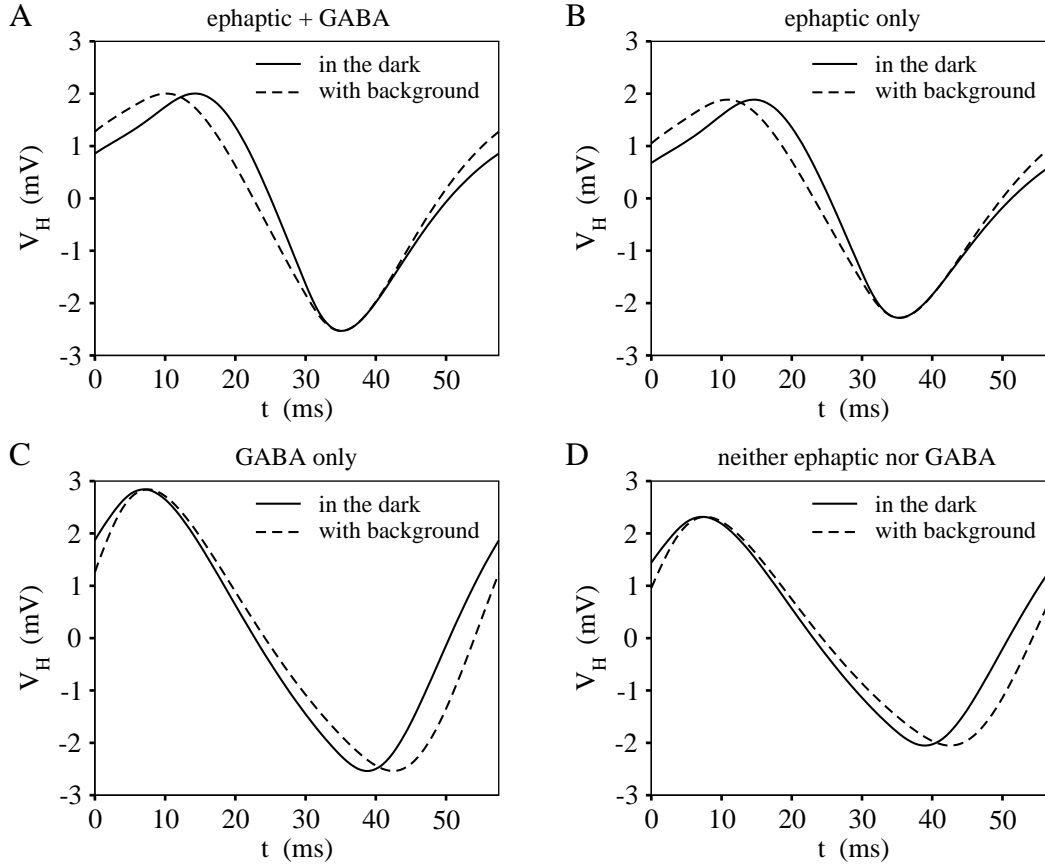 A
ephaptic + GABA
3
2
1
0
-1
-2
-3
V_H (mV)
in the dark
with background
0
10
20
30
40
50
t (ms)
B
ephaptic only
3
2
1
0
-1
-2
-3
V_H (mV)
in the dark
with background
0
10
20
30
40
50
t (ms)
C
GABA only
3
2
1
0
-1
-2
-3
V_H (mV)
in the dark
with background
0
10
20
30
40
50
t (ms)
D
neither ephaptic nor GABA
3
2
1
0
-1
-2
-3
V_H (mV)
in the dark
with background
0
10
20
30
40
50
t (ms)